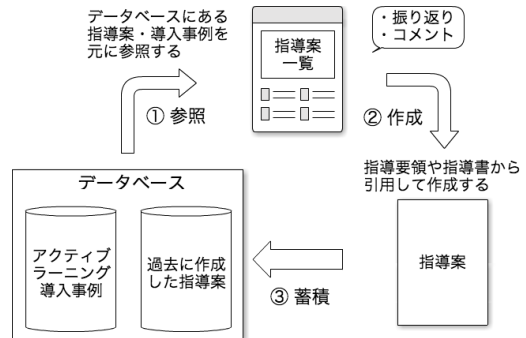 データベースにある
指導案・導入事例を
元に参照する
① 参照
指導案
一覧
・振り返り
・コメント
② 作成
指導要領や指導書から
引用して作成する
指導案
③ 蓄積
データベース
アクティブ
ラーニング
導入事例
過去に作成
した指導案